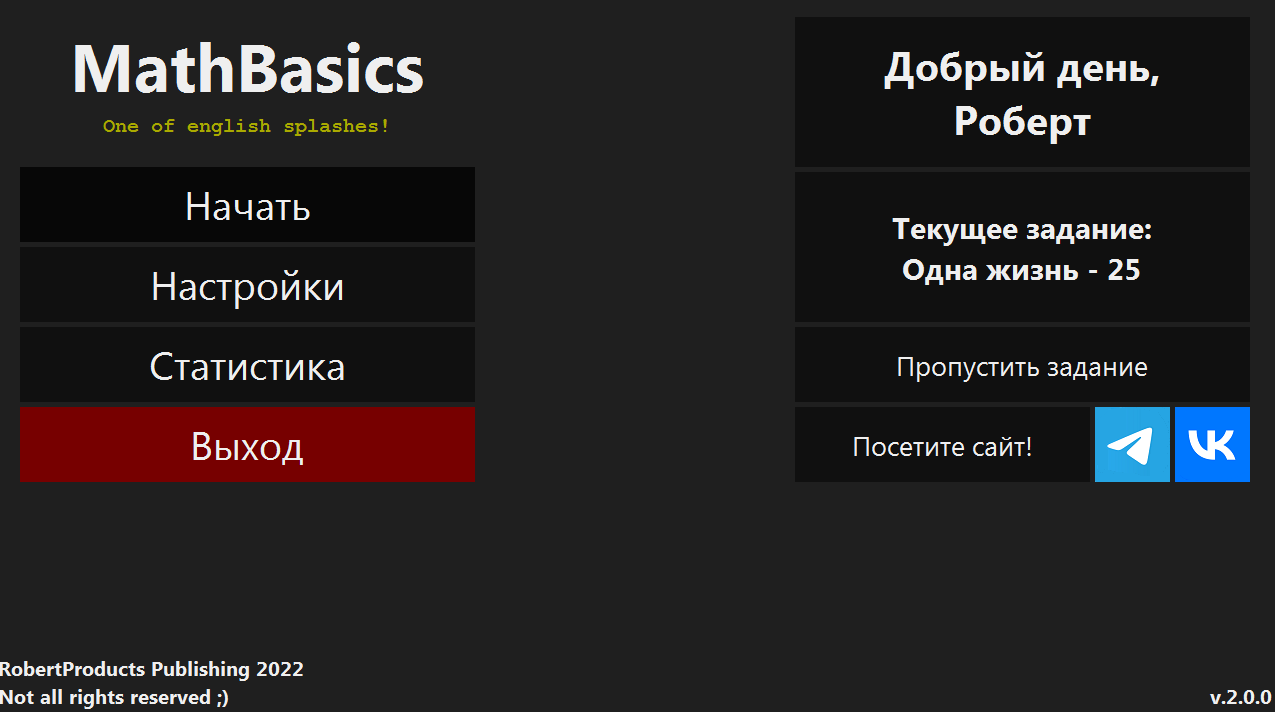 MathBasics
One of english splashes!
Начать
Настройки
Статистика
Выход
Добрый день,
Роберт
Текущее задание:
Одна жизнь - 25
Пропустить задание
Посетите сайт!
RobertProducts Publishing 2022
Not all rights reserved ;)
v.2.0.0